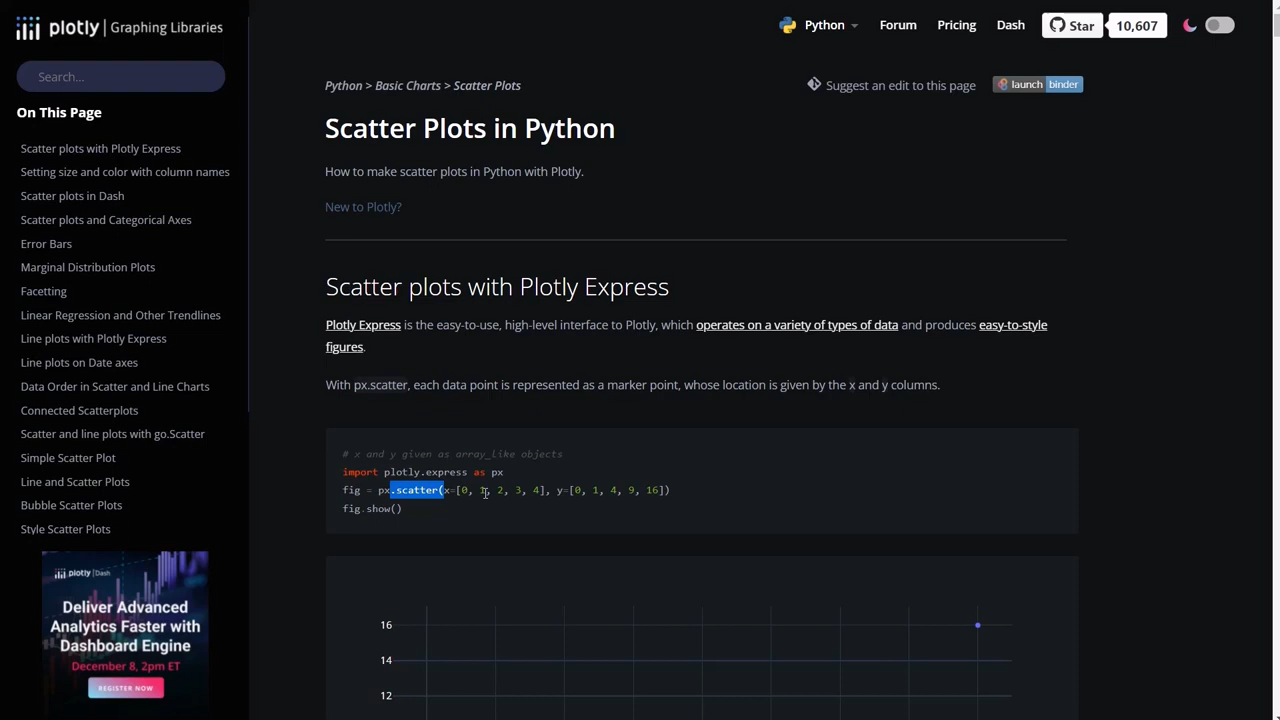 plotly | Graphing Libraries
Python
Forum
Pricing
Dash
Star
10,607
Search...
On This Page
Scatter plots with Plotly Express
Setting size and color with column names
Scatter plots in Dash
Scatter plots and Categorical Axes
Error Bars
Marginal Distribution Plots
Facetting
Linear Regression and Other Trendlines
Line plots with Plotly Express
Line plots on Date axes
Data Order in Scatter and Line Charts
Connected Scatterplots
Scatter and line plots with go.Scatter
Simple Scatter Plot
Line and Scatter Plots
Bubble Scatter Plots
Style Scatter Plots
plotly | Dash
Deliver Advanced
Analytics Faster with
Dashboard Engine
December 8, 2pm ET
REGISTER NOW
Python > Basic Charts > Scatter Plots
Suggest an edit to this page
launch binder
Scatter Plots in Python
How to make scatter plots in Python with Plotly.
New to Plotly?
Scatter plots with Plotly Express
Plotly Express is the easy-to-use, high-level interface to Plotly, which operates on a variety of types of data and produces easy-to-style
figures.
With px.scatter, each data point is represented as a marker point, whose location is given by the x and y columns.
# x and y given as array_like objects
import plotly.express as px
fig = px.scatter(x=[0, 1, 2, 3, 4], y=[0, 1, 4, 9, 16])
fig.show()
16
14
12